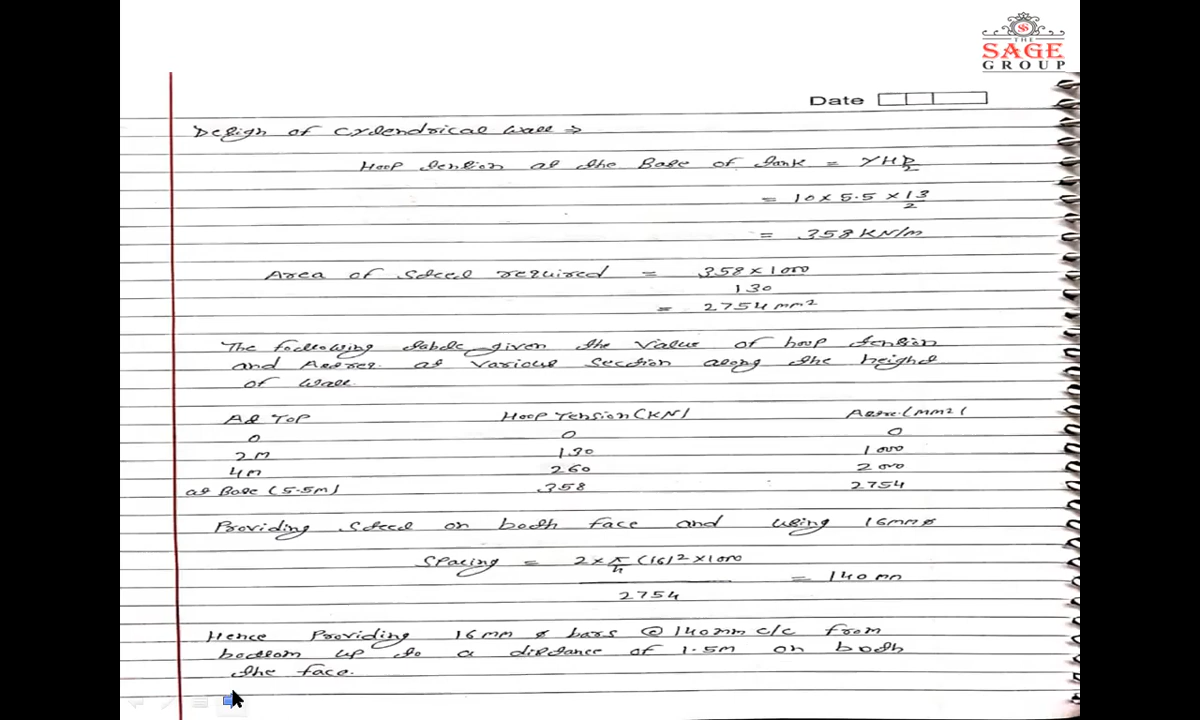 THE
SAGE
GROUP
Date
Design of Cylendrical wall ⇒
Hoop tension at the Base of tank = γH D/2
= 10 × 5.5 × 13/2
= 358 KN/m
Area of steel required = 358 × 1000
130
= 2754 mm²
The following table given the value of hoop tension
and Ast req. at various section along the height
of wall.
At Top Hoop Tension (KN) (mm²
0 0 0
2m 130 1000
4m 260 2000
at Base (5.5m) 358 2754
Providing steel on both face and using 16mm ø
Spacing = 2 × π/4 (16)² × 1000
= 140 mm
2754
Hence Providing 16mm ø bars @ 140mm c/c from
bottom up to a distance of 1.5m on both
the face.